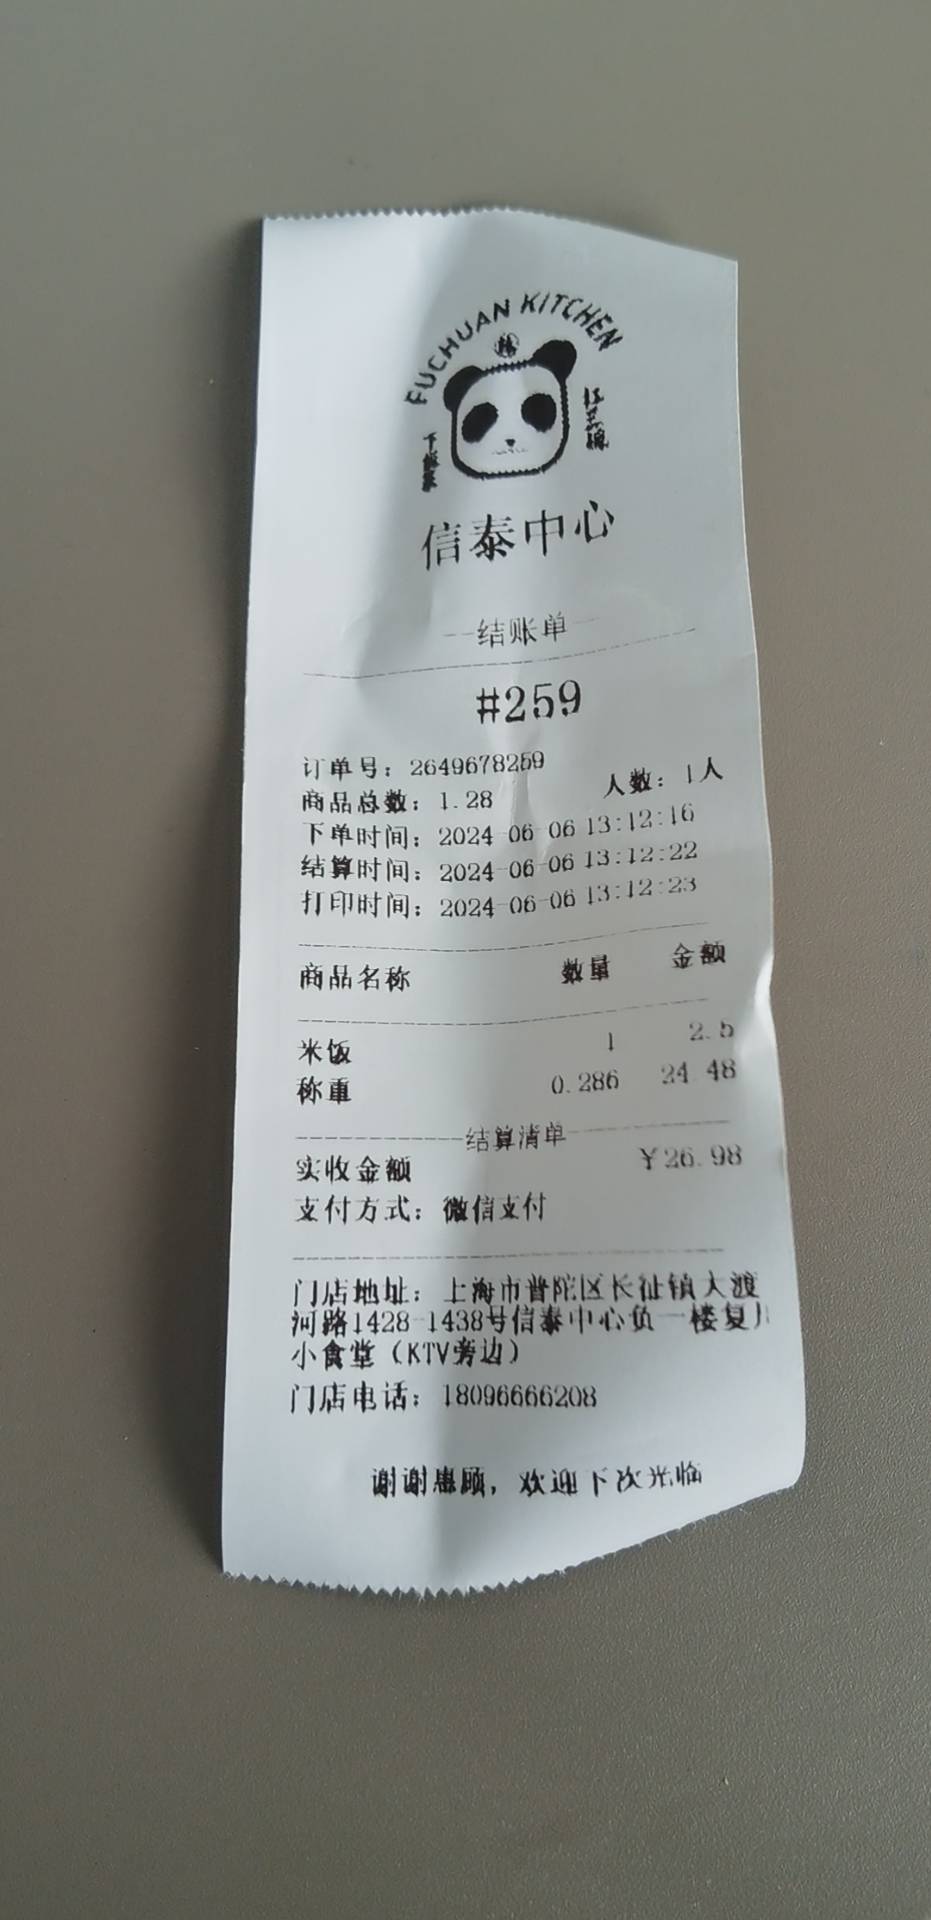 FUCHUAN KITCHEN
下饭菜
信泰中心
结账单
#259
订单号：2649678259
商品总数：1.28 人数：1人
下单时间：2024-06-06 13:12:16
结算时间：2024-06-06 13:12:22
打印时间：2024-06-06 13:12:23
商品名称 数量 金额
米饭 1 2.5
称重 0.286 24.48
结算清单
实收金额 ￥26.98
支付方式：微信支付
门店地址：上海市普陀区长征镇大渡
河路1428-1438号信泰中心负一楼复川
小食堂（KTV旁边）
门店电话：18096666208
谢谢惠顾，欢迎下次光临